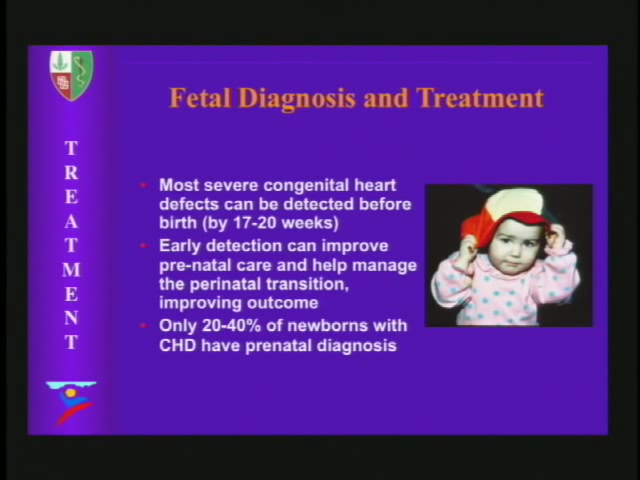 Fetal Diagnosis and Treatment
T
R
E
A
T
M
E
N
T
• Most severe congenital heart
defects can be detected before
birth (by 17-20 weeks)
• Early detection can improve
pre-natal care and help manage
the perinatal transition,
improving outcome
• Only 20-40% of newborns with
CHD have prenatal diagnosis